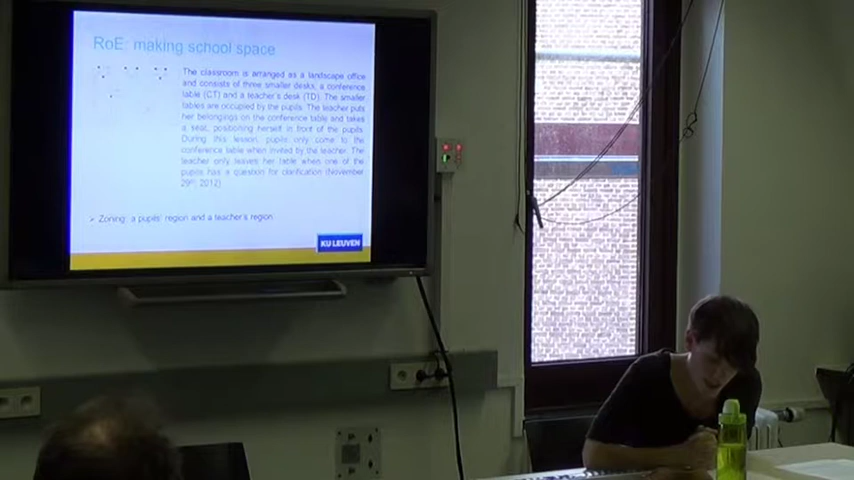 RoE: making school space
The classroom is arranged as a landscape office
and consists of three smaller desks, a conference
table (CT) and a teacher's desk (TD). The smaller
tables are occupied by the pupils. The teacher puts
her belongings on the conference table and takes
a seat, positioning herself in front of the pupils.
During this lesson, pupils only come to the
conference table when invited by the teacher. The
teacher only leaves her table when one of the
pupils has a question for clarification (November
29th, 2012).
➢ Zoning: a pupils' region and a teacher's region
KU LEUVEN